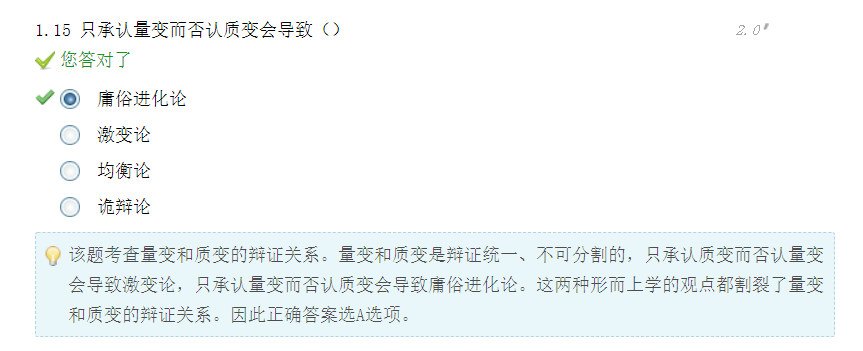 1.15 只承认量变而否认质变会导致（） 2.0'
您答对了
庸俗进化论
激变论
均衡论
诡辩论
该题考查量变和质变的辩证关系。量变和质变是辩证统一、不可分割的，只承认质变而否认量变
会导致激变论，只承认量变而否认质变会导致庸俗进化论。这两种形而上学的观点都割裂了量变
和质变的辩证关系。因此正确答案选A选项。